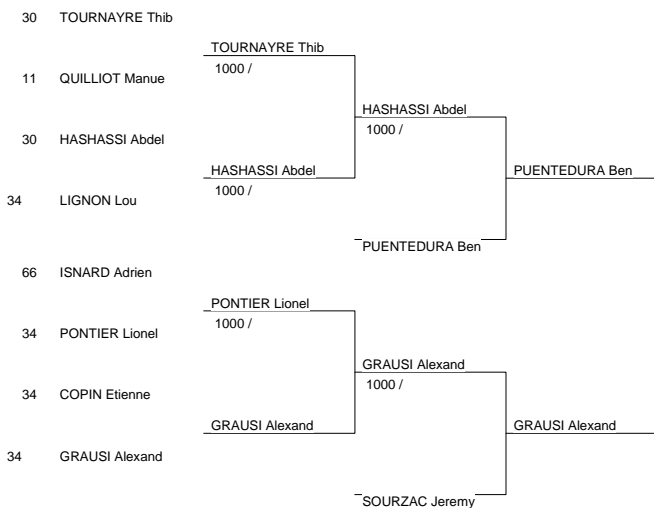 30 TOURNAYRE Thib
TOURNAYRE Thib
1000 /
11 QUILLIOT Manue
HASHASSI Abdel
1000 /
30 HASHASSI Abdel
HASHASSI Abdel
1000 /
PUENTEDURA Ben
34 LIGNON Lou
PUENTEDURA Ben
66 ISNARD Adrien
PONTIER Lionel
1000 /
34 PONTIER Lionel
GRAUSI Alexand
1000 /
34 COPIN Etienne
GRAUSI Alexand
GRAUSI Alexand
34 GRAUSI Alexand
SOURZAC Jeremy